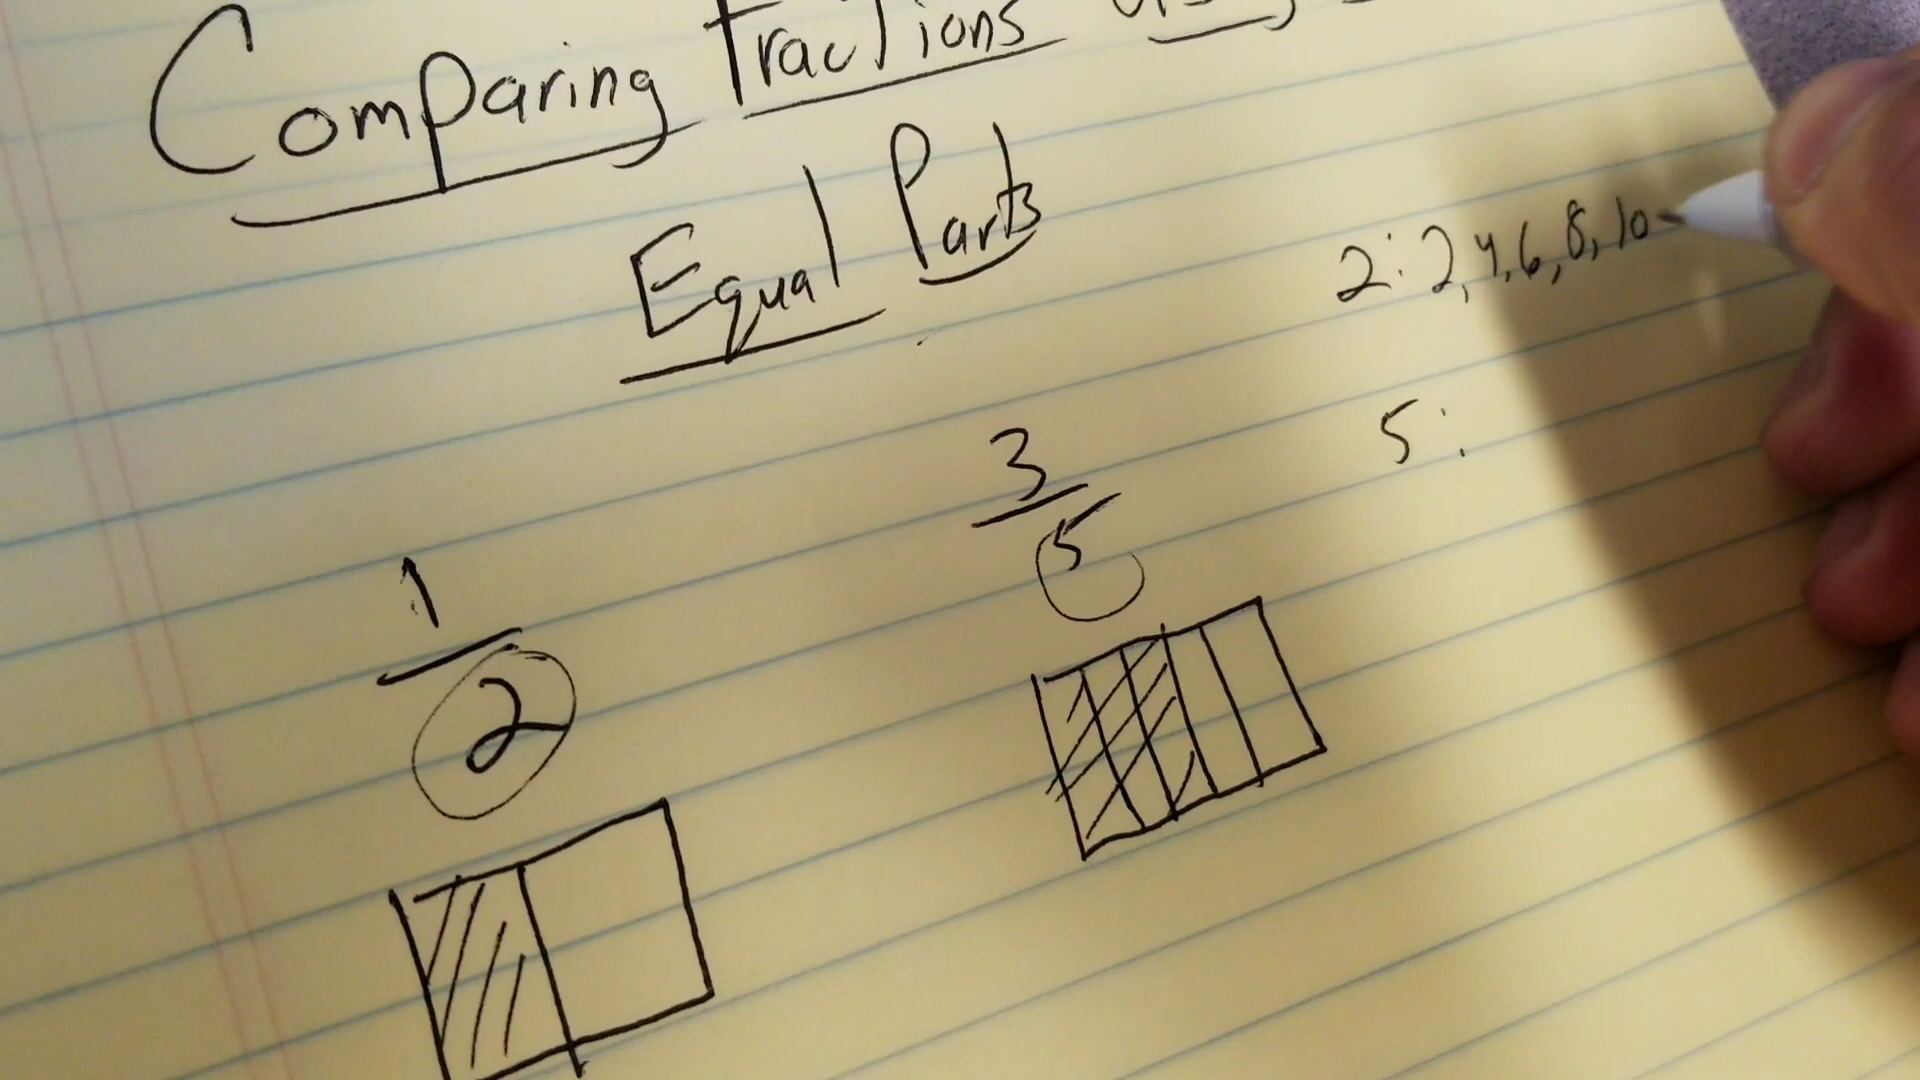 Comparing Fractions
Equal Parts
2: 2, 4, 6, 8, 10
5:
3
5
1
2